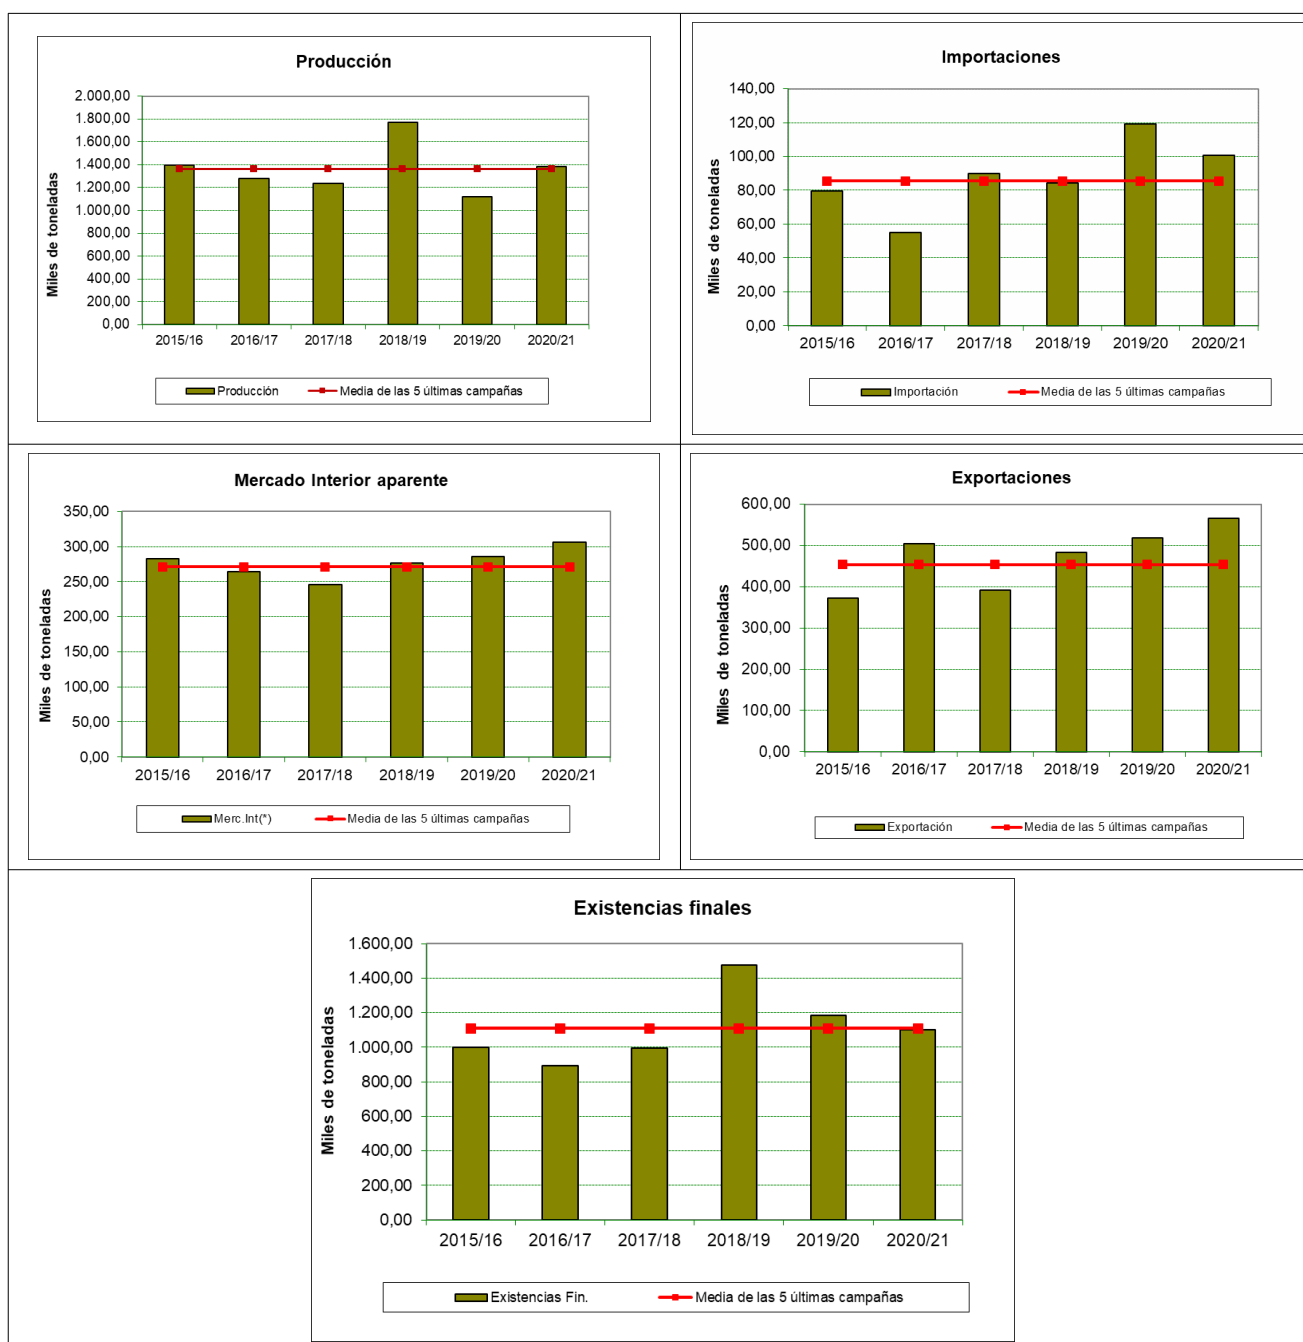 Producción
Miles de toneladas
2.000,00
1.800,00
1.600,00
1.400,00
1.200,00
1.000,00
800,00
600,00
400,00
200,00
0,00
2015/16 2016/17 2017/18 2018/19 2019/20 2020/21
Producción Media de las 5 últimas campañas
Importaciones
Miles de toneladas
140,00
120,00
100,00
80,00
60,00
40,00
20,00
0,00
2015/16 2016/17 2017/18 2018/19 2019/20 2020/21
Importación Media de las 5 últimas campañas
Mercado Interior aparente
Miles de toneladas
350,00
300,00
250,00
200,00
150,00
100,00
50,00
0,00
2015/16 2016/17 2017/18 2018/19 2019/20 2020/21
Merc.Int(*) Media de las 5 últimas campañas
Exportaciones
Miles de toneladas
600,00
500,00
400,00
300,00
200,00
100,00
0,00
2015/16 2016/17 2017/18 2018/19 2019/20 2020/21
Exportación Media de las 5 últimas campañas
Existencias finales
Miles de toneladas
1.600,00
1.400,00
1.200,00
1.000,00
800,00
600,00
400,00
200,00
0,00
2015/16 2016/17 2017/18 2018/19 2019/20 2020/21
Existencias Fin. Media de las 5 últimas campañas